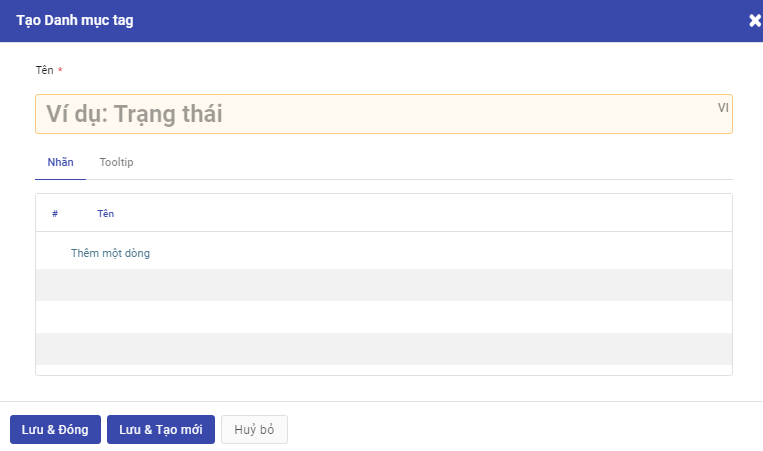 Tạo Danh mục tag
Tên *
Ví dụ: Trạng thái
VI
Nhãn Tooltip
# Tên
Thêm một dòng
Lưu & Đóng Lưu & Tạo mới Huỷ bỏ